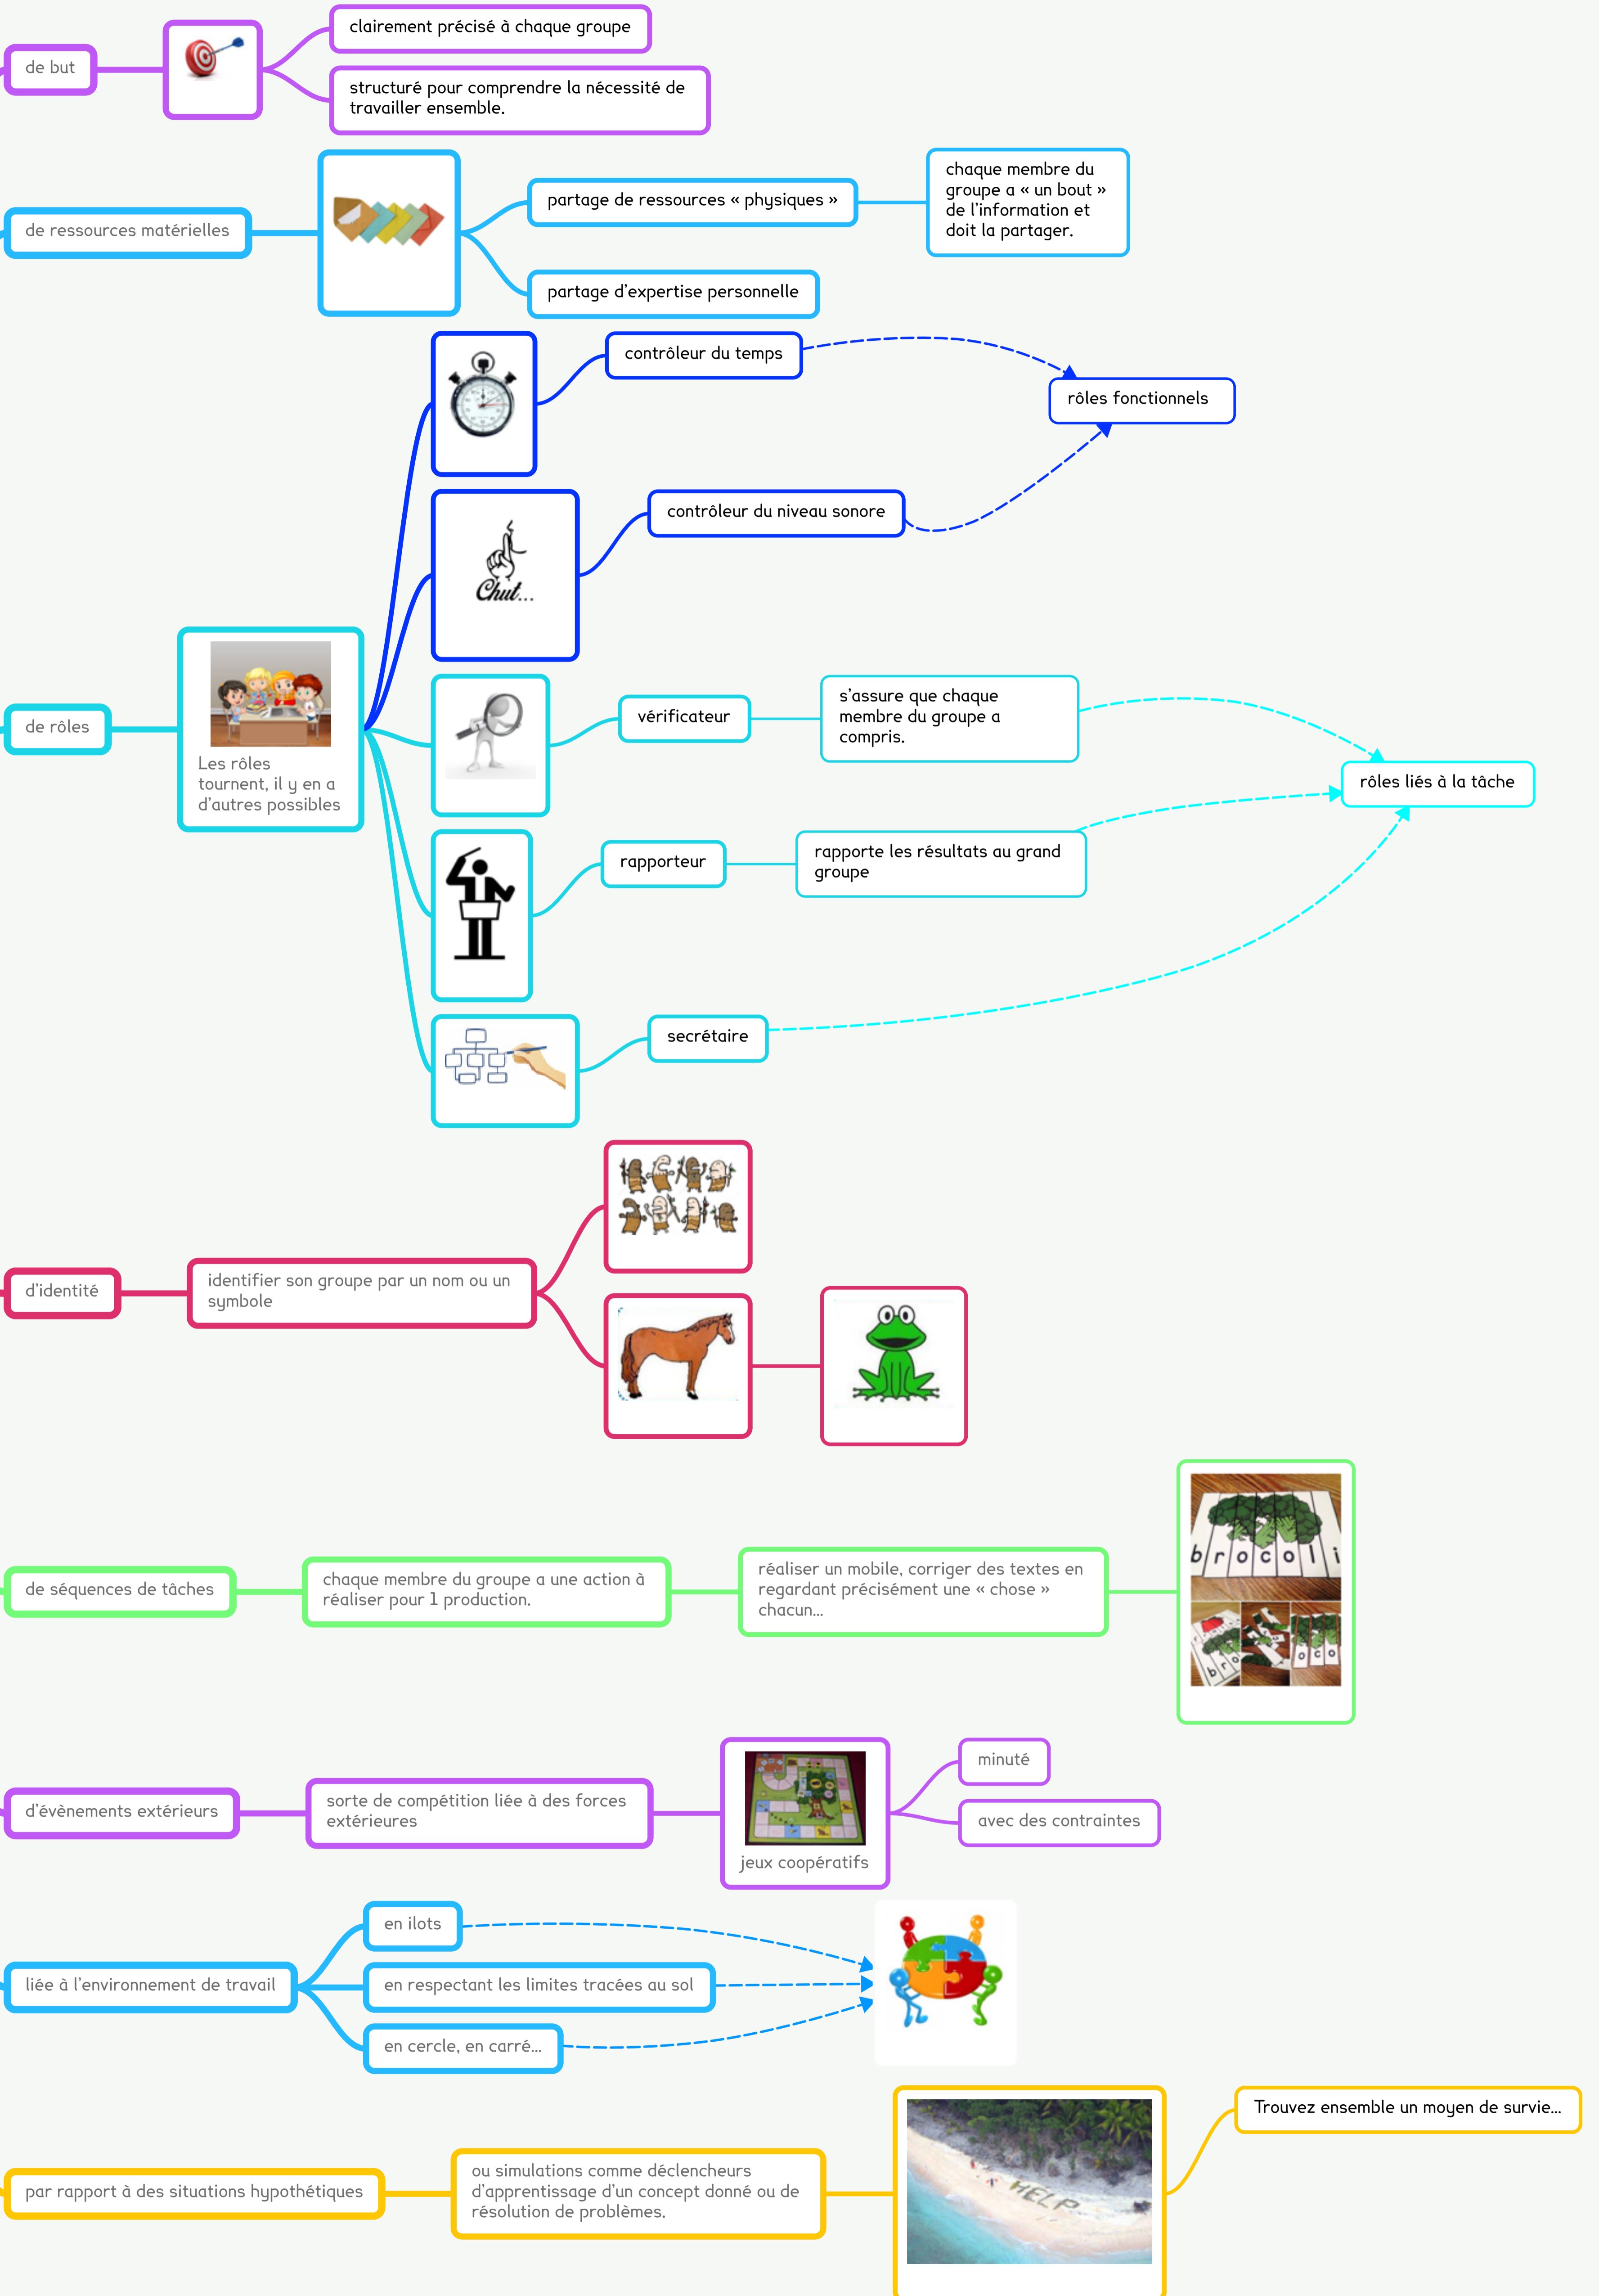 de but
clairement précisé à chaque groupe
structuré pour comprendre la nécessité de
travailler ensemble.
de ressources matérielles
partage de ressources « physiques »
chaque membre du
groupe a « un bout »
de l'information et
doit la partager.
partage d'expertise personnelle
de rôles
Les rôles
tournent, il y en a
d'autres possibles
contrôleur du temps
rôles fonctionnels
Chut...
contrôleur du niveau sonore
vérificateur
s'assure que chaque
membre du groupe a
compris.
rôles liés à la tâche
rapporteur
rapporte les résultats au grand
groupe
secrétaire
d'identité
identifier son groupe par un nom ou un
symbole
de séquences de tâches
chaque membre du groupe a une action à
réaliser pour 1 production.
réaliser un mobile, corriger des textes en
regardant précisément une « chose »
chacun...
brocoli
bro
oco
d'évènements extérieurs
sorte de compétition liée à des forces
extérieures
jeux coopératifs
minuté
avec des contraintes
liée à l'environnement de travail
en ilots
en respectant les limites tracées au sol
en cercle, en carré...
par rapport à des situations hypothétiques
ou simulations comme déclencheurs
d'apprentissage d'un concept donné ou de
résolution de problèmes.
HELP
Trouvez ensemble un moyen de survie...